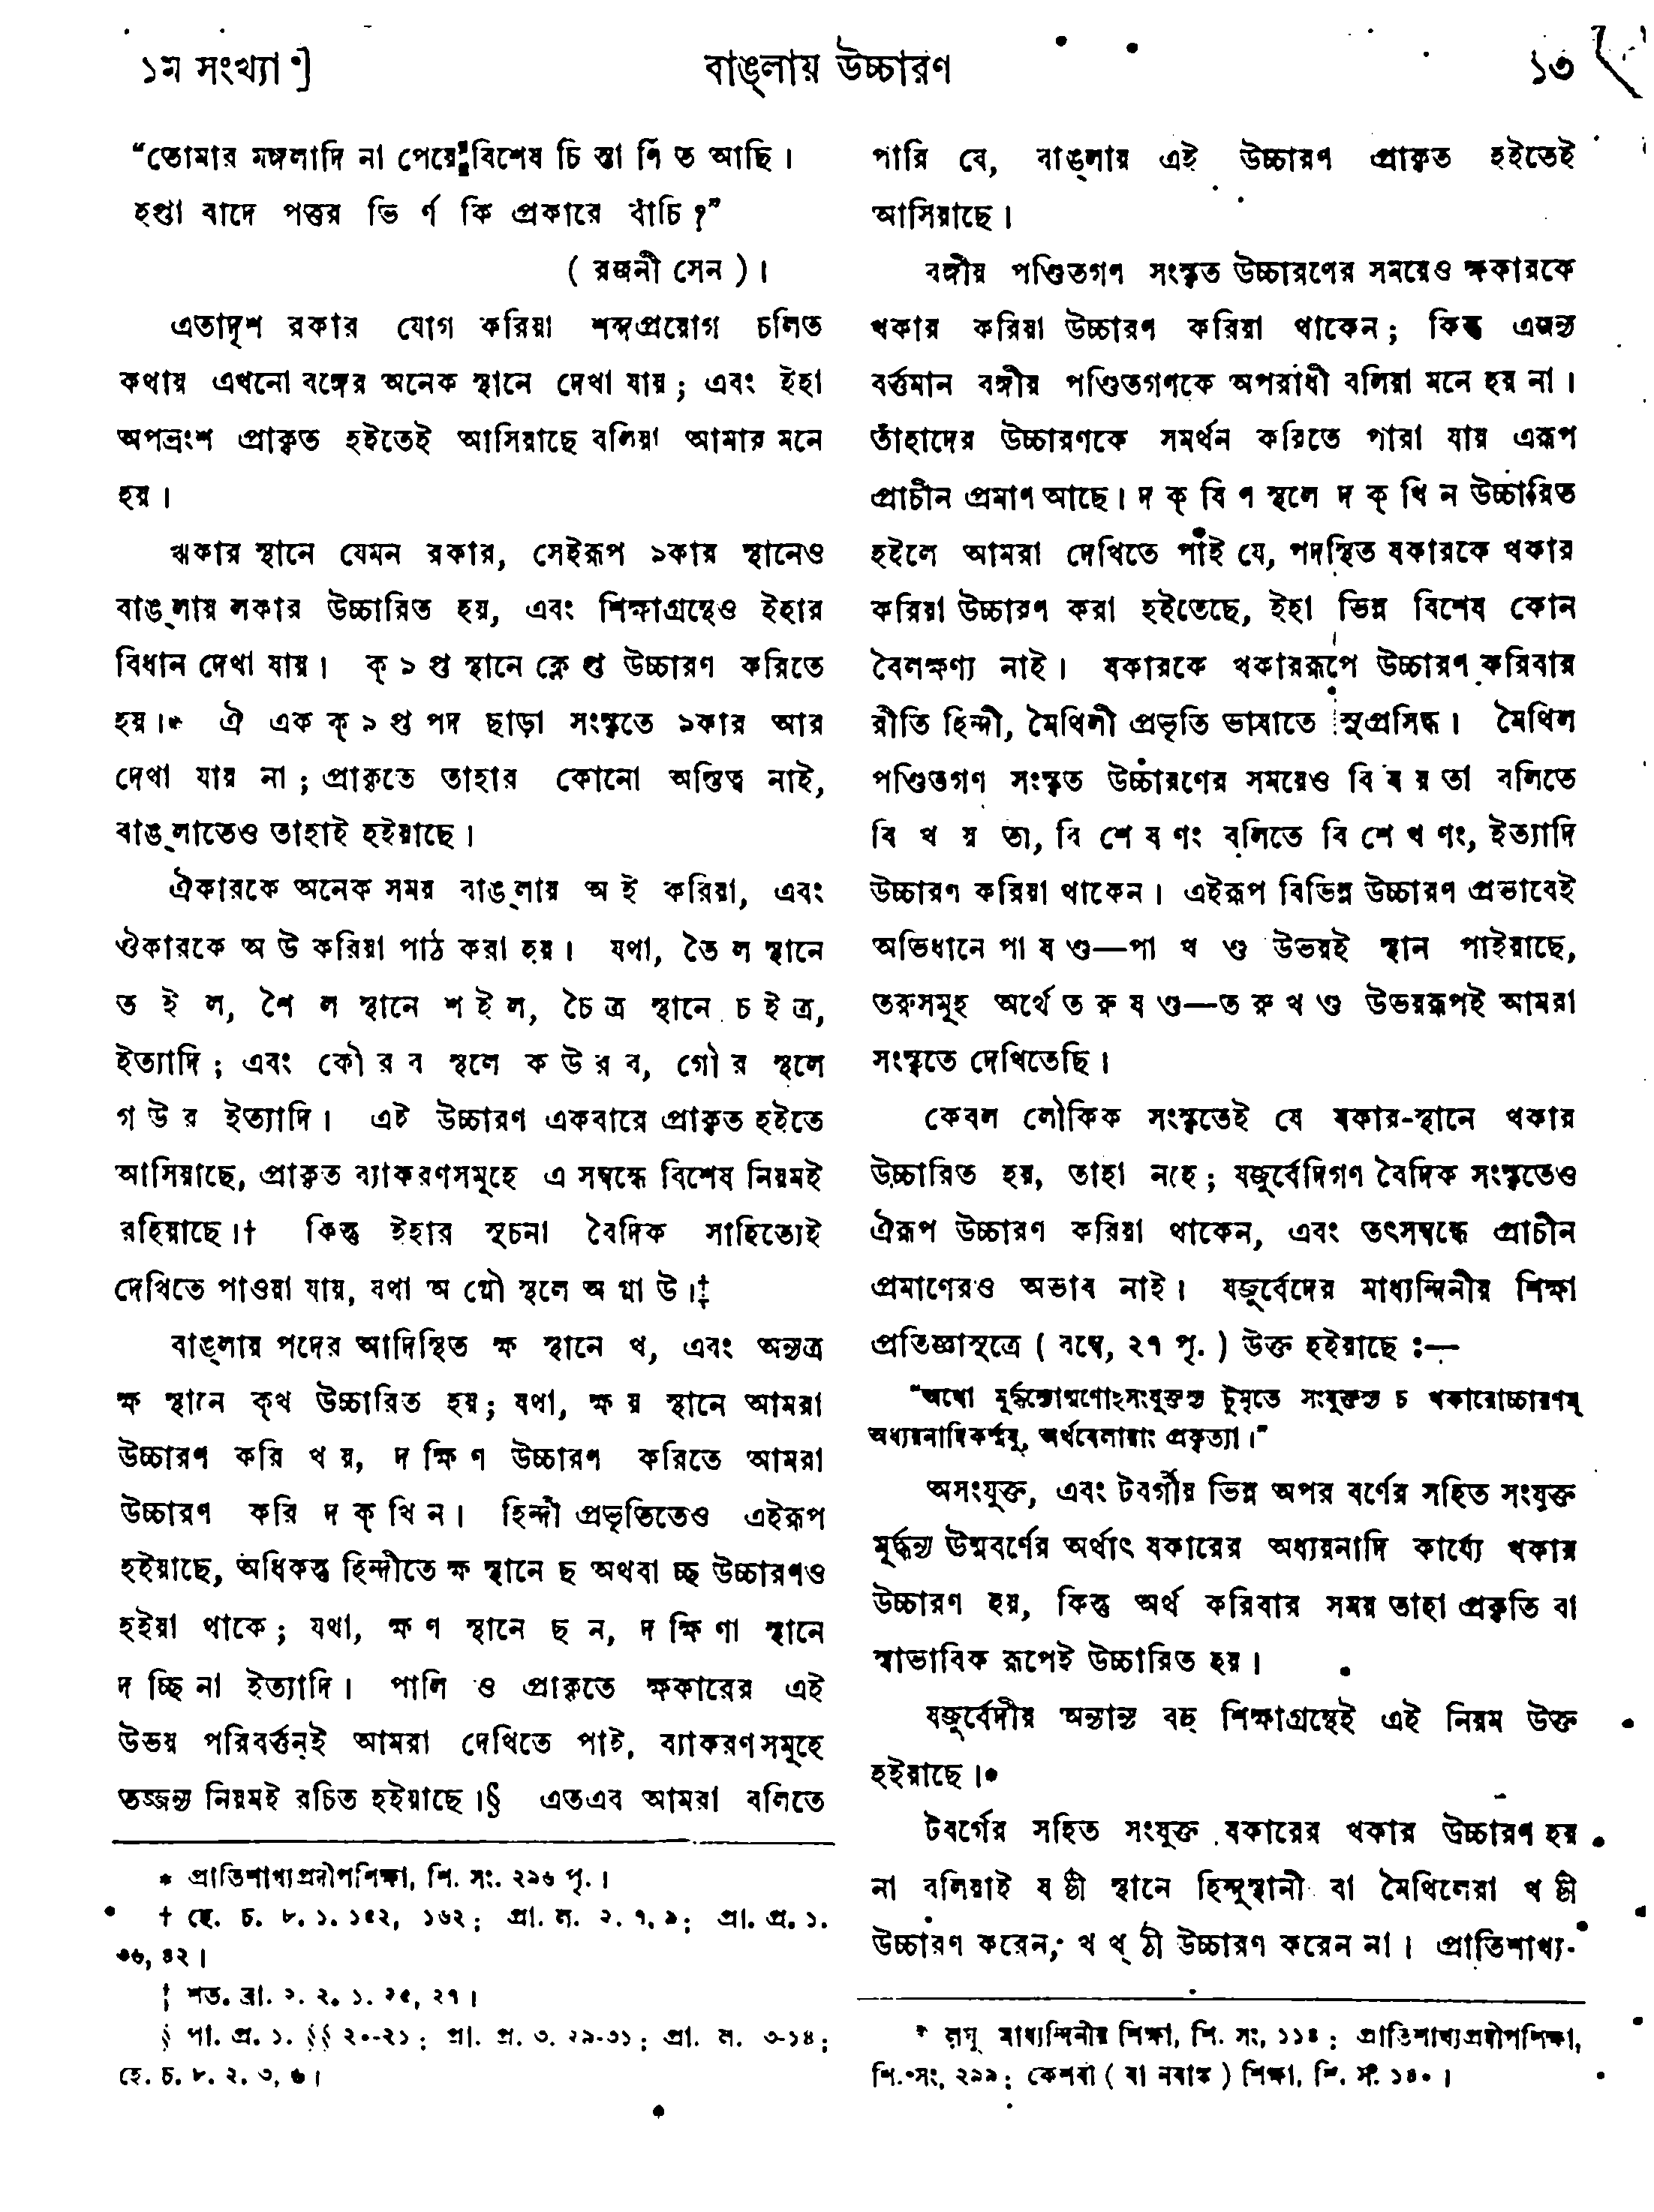 ১ম সংখ্যা ]
বাঙ্‌লায় উচ্চারণ
১৩
“তোমার মঙ্গলাদি না পেয়ে বিশেষ চি ন্তা র্ণি ত আছি।
হপ্তা বাদে পত্তর ভি র্ণ কি প্রকারে বাঁচি ?”
( রজনী সেন )।
এতাদৃশ রকার যোগ করিয়া শব্দপ্রয়োগ চলিত
কথায় এখনো বঙ্গের অনেক স্থানে দেখা যায় ; এবং ইহা
অপভ্রংশ প্রাকৃত হইতেই আসিয়াছে বলিয়া আমার মনে
হয়।
ঋকার স্থানে যেমন রকার, সেইরূপ ৯কার স্থানেও
বাঙ্‌লায় লকার উচ্চারিত হয়, এবং শিক্ষাগ্রন্থেও ইহার
বিধান দেখা যায়। ক্ ৯ প্ত স্থানে ক্লে প্ত উচ্চারণ করিতে
হয়।* ঐ এক ক্ ৯ প্ত পদ ছাড়া সংস্কৃতে ৯কার আর
দেখা যায় না ; প্রাকৃতে তাহার কোনো অস্তিত্ব নাই,
বাঙ্‌লাতেও তাহাই হইয়াছে।
ঐকারকে অনেক সময় বাঙ্‌লায় অ ই করিয়া, এবং
ঔকারকে অ উ করিয়া পাঠ করা হয়। যথা, তৈ ল স্থানে
ত ই ল, শৈ ল স্থানে শ ই ল, চৈ ত্র স্থানে চ ই ত্র,
ইত্যাদি ; এবং কৌ র ব স্থলে ক উ র ব, গৌ র স্থলে
গ উ র ইত্যাদি। এই উচ্চারণ একবারে প্রাকৃত হইতে
আসিয়াছে, প্রাকৃত ব্যাকরণসমূহে এ সম্বন্ধে বিশেষ নিয়মই
রহিয়াছে।† কিন্তু ইহার সূচনা বৈদিক সাহিত্যেই
দেখিতে পাওয়া যায়, যথা অ গ্নৌ স্থলে অ গ্না উ।‡
বাঙ্‌লায় পদের আদিস্থিত ক্ষ স্থানে খ, এবং অন্যত্র
ক্ষ স্থানে ক্‌খ উচ্চারিত হয়; যথা, ক্ষ য় স্থানে আমরা
উচ্চারণ করি খ য়, দ ক্ষি ণ উচ্চারণ করিতে আমরা
উচ্চারণ করি দ ক্ খি ন। হিন্দী প্রভৃতিতেও এইরূপ
হইয়াছে, অধিকন্তু হিন্দীতে ক্ষ স্থানে ছ অথবা চ্ছ উচ্চারণও
হইয়া থাকে ; যথা, ক্ষ ণ স্থানে ছ ন, দ ক্ষি ণা স্থানে
দ চ্ছি না ইত্যাদি। পালি ও প্রাকৃতে ক্ষকারের এই
উভয় পরিবর্ত্তনই আমরা দেখিতে পাই, ব্যাকরণসমূহে
তজ্জন্য নিয়মই রচিত হইয়াছে।§ এতএব আমরা বলিতে
* প্রাতিশাখ্যপ্রদীপশিক্ষা, শি. সং. ২৯৬ পৃ.।
† হে. চ. ৮. ১. ১৫২, ১৬২ ; প্রা. ল. ২. ৭, ৯ ; প্রা. প্র. ১.
৩৬, ৪২।
‡ শত. ব্রা. ২. ২. ১. ২৫, ২৭।
§ পা. প্র. ১. §§ ২০-২১ ; প্রা. প্র. ৩. ২৯-৩১ ; প্রা. ল. ৩-১৪ ;
হে. চ. ৮. ২. ৩, ৬।
পারি যে, বাঙ্‌লায় এই উচ্চারণ প্রাকৃত হইতেই
আসিয়াছে।
বঙ্গীয় পণ্ডিতগণ সংস্কৃত উচ্চারণের সময়েও ক্ষকারকে
খকার করিয়া উচ্চারণ করিয়া থাকেন ; কিন্তু এজন্য
বর্ত্তমান বঙ্গীয় পণ্ডিতগণকে অপরাধী বলিয়া মনে হয় না।
তাঁহাদের উচ্চারণকে সমর্থন করিতে পারা যায় এরূপ
প্রাচীন প্রমাণ আছে। দ ক্ ষি ণ স্থলে দ ক্ খি ন উচ্চারিত
হইলে আমরা দেখিতে পাই যে, পদস্থিত ষকারকে খকার
করিয়া উচ্চারণ করা হইতেছে, ইহা ভিন্ন বিশেষ কোন
বৈলক্ষণ্য নাই। ষকারকে খকাররূপে উচ্চারণ করিবার
রীতি হিন্দী, মৈথিলী প্রভৃতি ভাষাতে সুপ্রসিদ্ধ। মৈথিল
পণ্ডিতগণ সংস্কৃত উচ্চারণের সময়েও বি ষ য় তা বলিতে
বি খ য় তা, বি শে ষ ণং বলিতে বি শে খ ণং, ইত্যাদি
উচ্চারণ করিয়া থাকেন। এইরূপ বিভিন্ন উচ্চারণ প্রভাবেই
অভিধানে পা ষ ণ্ড—পা খ ণ্ড উভয়ই স্থান পাইয়াছে,
তরুসমূহ অর্থে ত রু ষ ণ্ড—ত রু খ ণ্ড উভয়রূপই আমরা
সংস্কৃতে দেখিতেছি।
কেবল লৌকিক সংস্কৃতেই যে ষকার-স্থানে খকার
উচ্চারিত হয়, তাহা নহে ; যজুর্ব্বেদিগণ বৈদিক সংস্কৃতেও
ঐরূপ উচ্চারণ করিয়া থাকেন, এবং তৎসম্বন্ধে প্রাচীন
প্রমাণেরও অভাব নাই। যজুর্ব্বেদের মাধ্যন্দিনীয় শিক্ষা
প্রতিজ্ঞাসূত্রে ( বম্বে, ২৭ পৃ. ) উক্ত হইয়াছে :—
“অথো মূর্দ্ধন্যোষ্মণোঽসংযুক্তস্য টুমৃতে সংযুক্তস্য চ খকারোচ্চারণম্
অধ্যয়নাদিকর্ম্মসু, অর্থবেলায়াং প্রকৃত্যা।”
অসংযুক্ত, এবং টবর্গীয় ভিন্ন অপর বর্ণের সহিত সংযুক্ত
মূর্দ্ধন্য উষ্মবর্ণের অর্থাৎ ষকারের অধ্যয়নাদি কার্য্যে খকার
উচ্চারণ হয়, কিন্তু অর্থ করিবার সময় তাহা প্রকৃতি বা
স্বাভাবিক রূপেই উচ্চারিত হয়।
যজুর্ব্বেদীয় অন্যান্য বহু শিক্ষাগ্রন্থেই এই নিয়ম উক্ত
হইয়াছে।*
টবর্গের সহিত সংযুক্ত ষকারের খকার উচ্চারণ হয়
না বলিয়াই ষ ষ্ঠী স্থানে হিন্দুস্থানী বা মৈথিলেরা খ ষ্ঠী
উচ্চারণ করেন, খ খ্ ঠী উচ্চারণ করেন না। প্রাতিশাখ্য-
* লঘু মাধ্যন্দিনীয় শিক্ষা, শি. সং, ১১৪ ; প্রাতিশাখ্যপ্রদীপশিক্ষা,
শি. সং, ২৯৯ ; কেশবী ( বা নবাঙ্ক ) শিক্ষা, শি. সং. ১৪০।